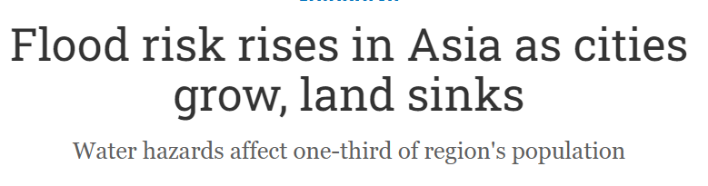 Flood risk rises in Asia as cities
grow, land sinks
Water hazards affect one-third of region's population